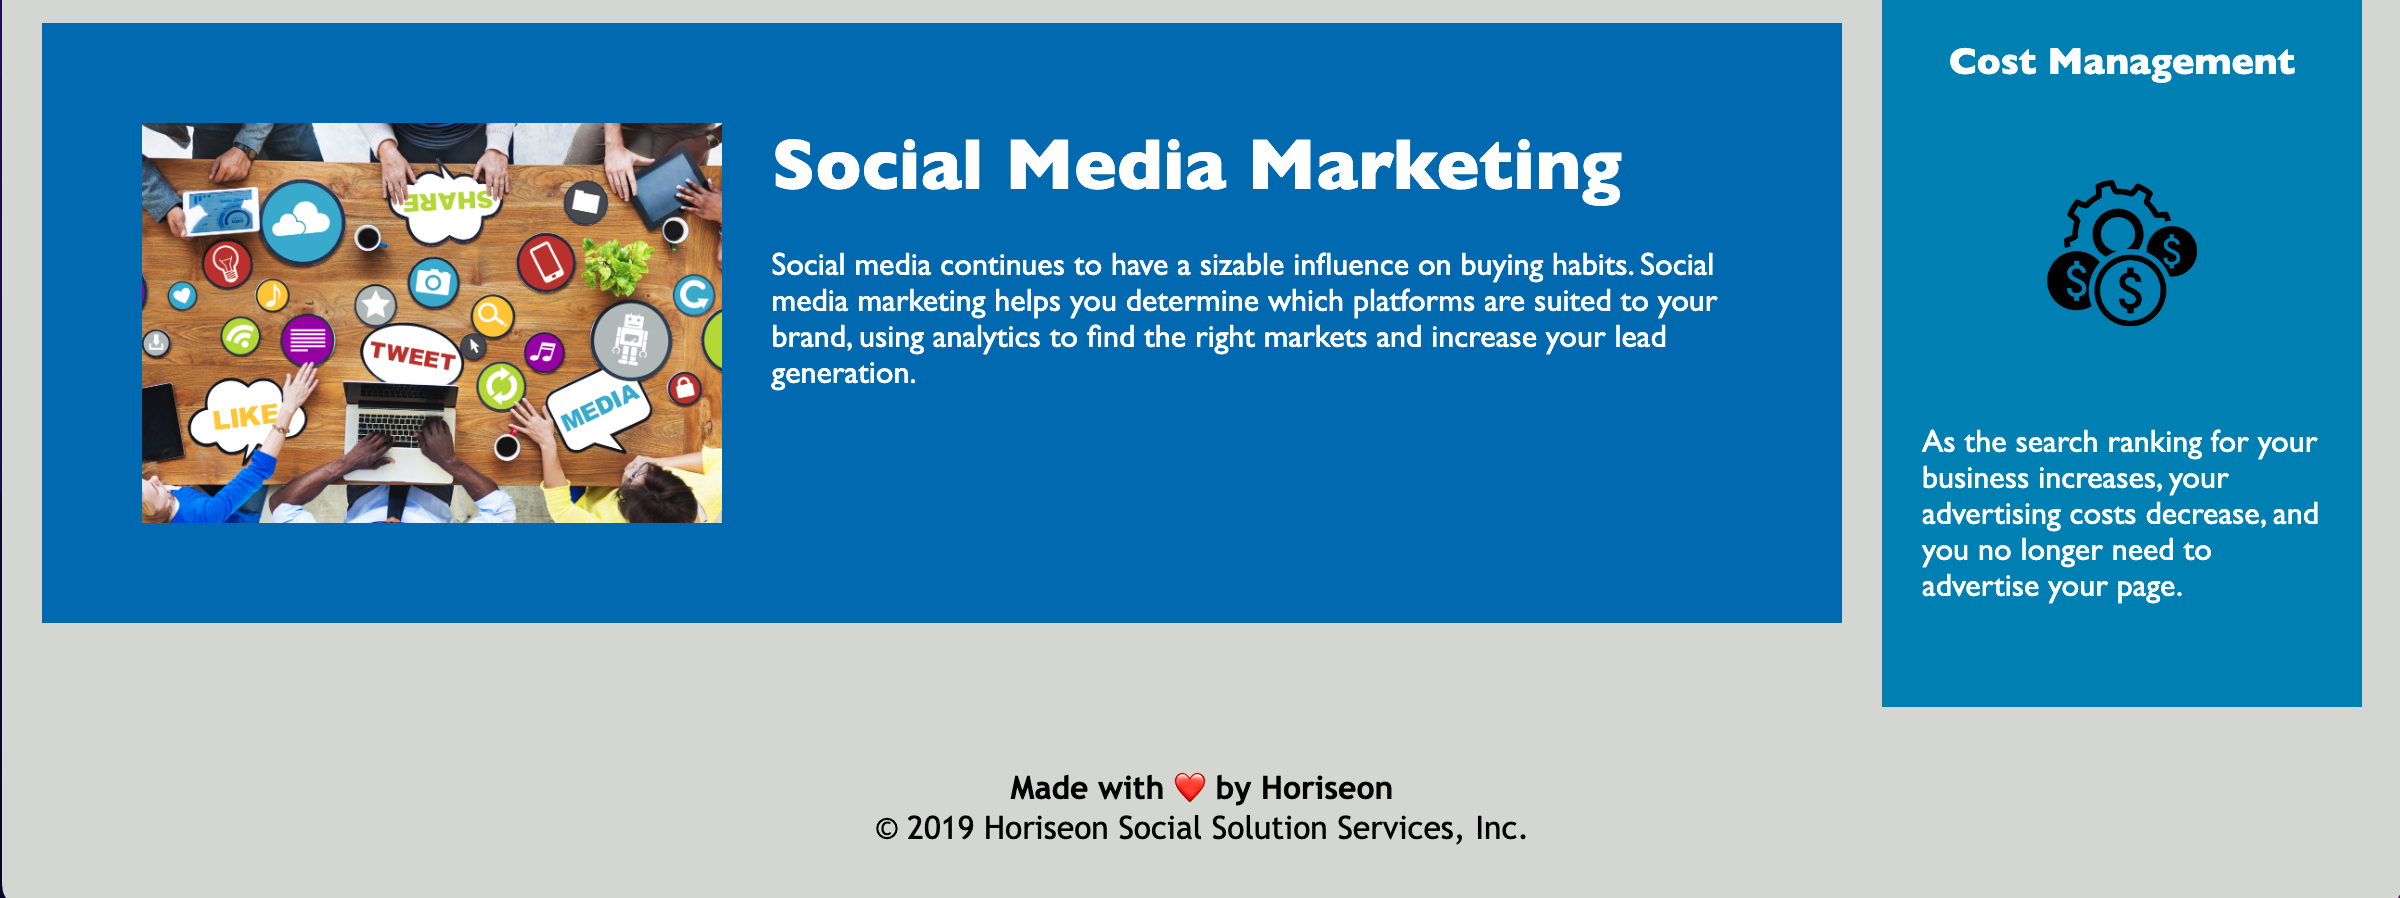 Social Media Marketing
Social media continues to have a sizable influence on buying habits. Social
media marketing helps you determine which platforms are suited to your
brand, using analytics to find the right markets and increase your lead
generation.
SHARE
TWEET
LIKE
MEDIA
Cost Management
$
$
$
As the search ranking for your
business increases, your
advertising costs decrease, and
you no longer need to
advertise your page.
Made with ❤️ by Horiseon
© 2019 Horiseon Social Solution Services, Inc.